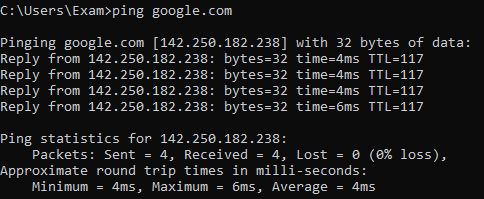 C:\Users\Exam>ping google.com
Pinging google.com [142.250.182.238] with 32 bytes of data:
Reply from 142.250.182.238: bytes=32 time=4ms TTL=117
Reply from 142.250.182.238: bytes=32 time=4ms TTL=117
Reply from 142.250.182.238: bytes=32 time=4ms TTL=117
Reply from 142.250.182.238: bytes=32 time=6ms TTL=117
Ping statistics for 142.250.182.238:
    Packets: Sent = 4, Received = 4, Lost = 0 (0% loss),
Approximate round trip times in milli-seconds:
    Minimum = 4ms, Maximum = 6ms, Average = 4ms